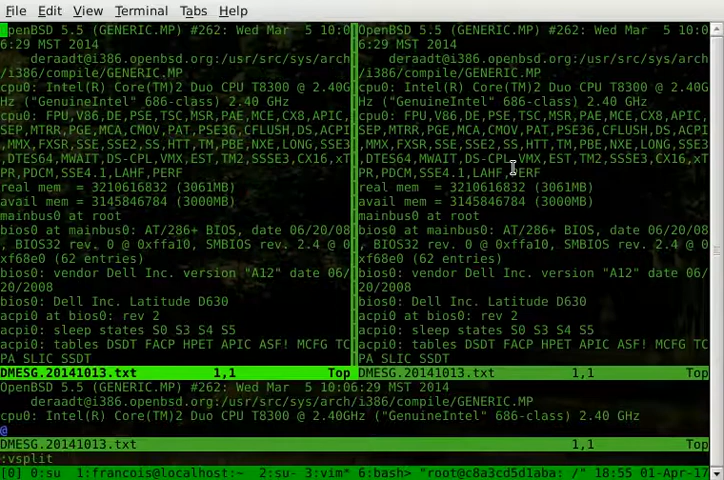 File Edit View Terminal Tabs Help
OpenBSD 5.5 (GENERIC.MP) #262: Wed Mar  5 10:0
6:29 MST 2014
    deraadt@i386.openbsd.org:/usr/src/sys/arch
/i386/compile/GENERIC.MP
cpu0: Intel(R) Core(TM)2 Duo CPU T8300 @ 2.40G
Hz ("GenuineIntel" 686-class) 2.40 GHz
cpu0: FPU,V86,DE,PSE,TSC,MSR,PAE,MCE,CX8,APIC,
SEP,MTRR,PGE,MCA,CMOV,PAT,PSE36,CFLUSH,DS,ACPI
,MMX,FXSR,SSE,SSE2,SS,HTT,TM,PBE,NXE,LONG,SSE3
,DTES64,MWAIT,DS-CPL,VMX,EST,TM2,SSSE3,CX16,xT
PR,PDCM,SSE4.1,LAHF,PERF
real mem  = 3210616832 (3061MB)
avail mem = 3145846784 (3000MB)
mainbus0 at root
bios0 at mainbus0: AT/286+ BIOS, date 06/20/08
, BIOS32 rev. 0 @ 0xffa10, SMBIOS rev. 2.4 @ 0
xf68e0 (62 entries)
bios0: vendor Dell Inc. version "A12" date 06/
20/2008
bios0: Dell Inc. Latitude D630
acpi0 at bios0: rev 2
acpi0: sleep states S0 S3 S4 S5
acpi0: tables DSDT FACP HPET APIC ASF! MCFG TC
PA SLIC SSDT
DMESG.20141013.txt 1,1 Top
OpenBSD 5.5 (GENERIC.MP) #262: Wed Mar  5 10:0
6:29 MST 2014
    deraadt@i386.openbsd.org:/usr/src/sys/arch
/i386/compile/GENERIC.MP
cpu0: Intel(R) Core(TM)2 Duo CPU T8300 @ 2.40G
Hz ("GenuineIntel" 686-class) 2.40 GHz
cpu0: FPU,V86,DE,PSE,TSC,MSR,PAE,MCE,CX8,APIC,
SEP,MTRR,PGE,MCA,CMOV,PAT,PSE36,CFLUSH,DS,ACPI
,MMX,FXSR,SSE,SSE2,SS,HTT,TM,PBE,NXE,LONG,SSE3
,DTES64,MWAIT,DS-CPL,VMX,EST,TM2,SSSE3,CX16,xT
PR,PDCM,SSE4.1,LAHF,PERF
real mem  = 3210616832 (3061MB)
avail mem = 3145846784 (3000MB)
mainbus0 at root
bios0 at mainbus0: AT/286+ BIOS, date 06/20/08
, BIOS32 rev. 0 @ 0xffa10, SMBIOS rev. 2.4 @ 0
xf68e0 (62 entries)
bios0: vendor Dell Inc. version "A12" date 06/
20/2008
bios0: Dell Inc. Latitude D630
acpi0 at bios0: rev 2
acpi0: sleep states S0 S3 S4 S5
acpi0: tables DSDT FACP HPET APIC ASF! MCFG TC
PA SLIC SSDT
DMESG.20141013.txt 1,1 Top
OpenBSD 5.5 (GENERIC.MP) #262: Wed Mar  5 10:06:29 MST 2014
    deraadt@i386.openbsd.org:/usr/src/sys/arch/i386/compile/GENERIC.MP
cpu0: Intel(R) Core(TM)2 Duo CPU T8300 @ 2.40GHz ("GenuineIntel" 686-class) 2.40 GHz
@
DMESG.20141013.txt 1,1 Top
:vsplit
[0] 0:su  1:francois@localhost:~  2:su- 3:vim* 6:bash> "root@c8a3cd5d1aba: /" 18:55 01-Apr-17